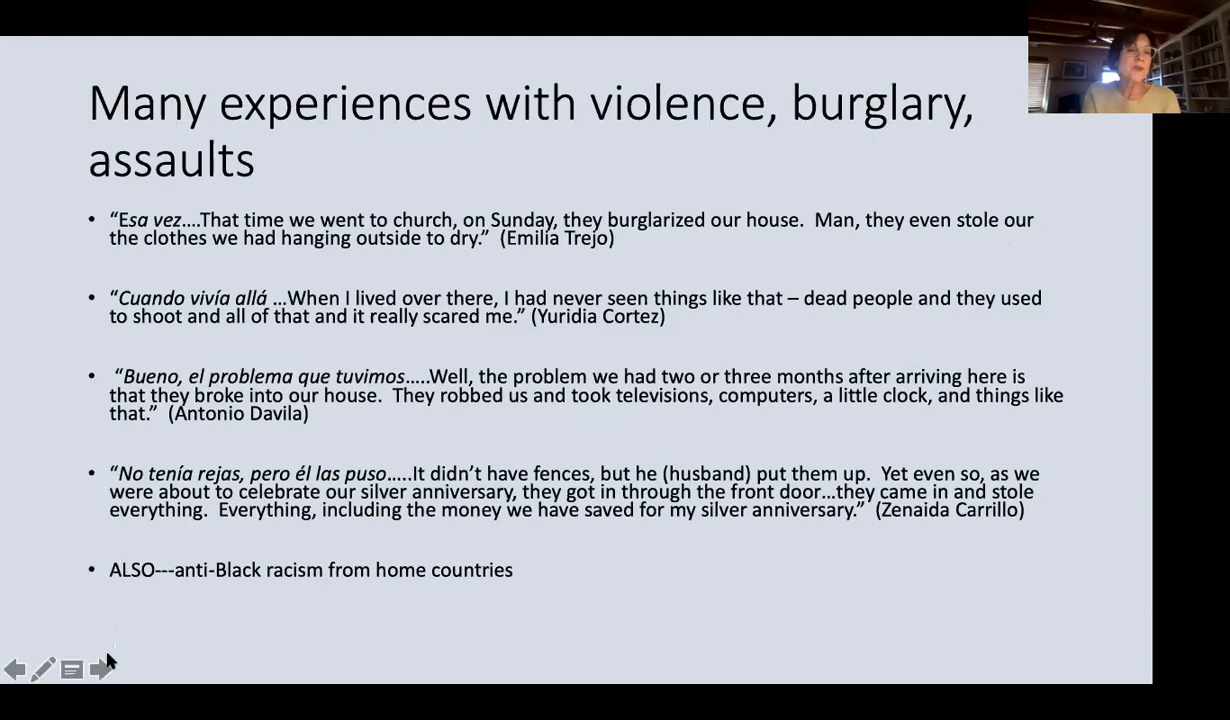 Many experiences with violence, burglary,
assaults
• “Esa vez....That time we went to church, on Sunday, they burglarized our house.  Man, they even stole our
the clothes we had hanging outside to dry.”  (Emilia Trejo)
• “Cuando vivía allá …When I lived over there, I had never seen things like that – dead people and they used
to shoot and all of that and it really scared me.” (Yuridia Cortez)
• “Bueno, el problema que tuvimos.....Well, the problem we had two or three months after arriving here is
that they broke into our house.  They robbed us and took televisions, computers, a little clock, and things like
that.”  (Antonio Davila)
• “No tenía rejas, pero él las puso.....It didn’t have fences, but he (husband) put them up.  Yet even so, as we
were about to celebrate our silver anniversary, they got in through the front door…they came in and stole
everything.  Everything, including the money we have saved for my silver anniversary.”  (Zenaida Carrillo)
• ALSO---anti-Black racism from home countries